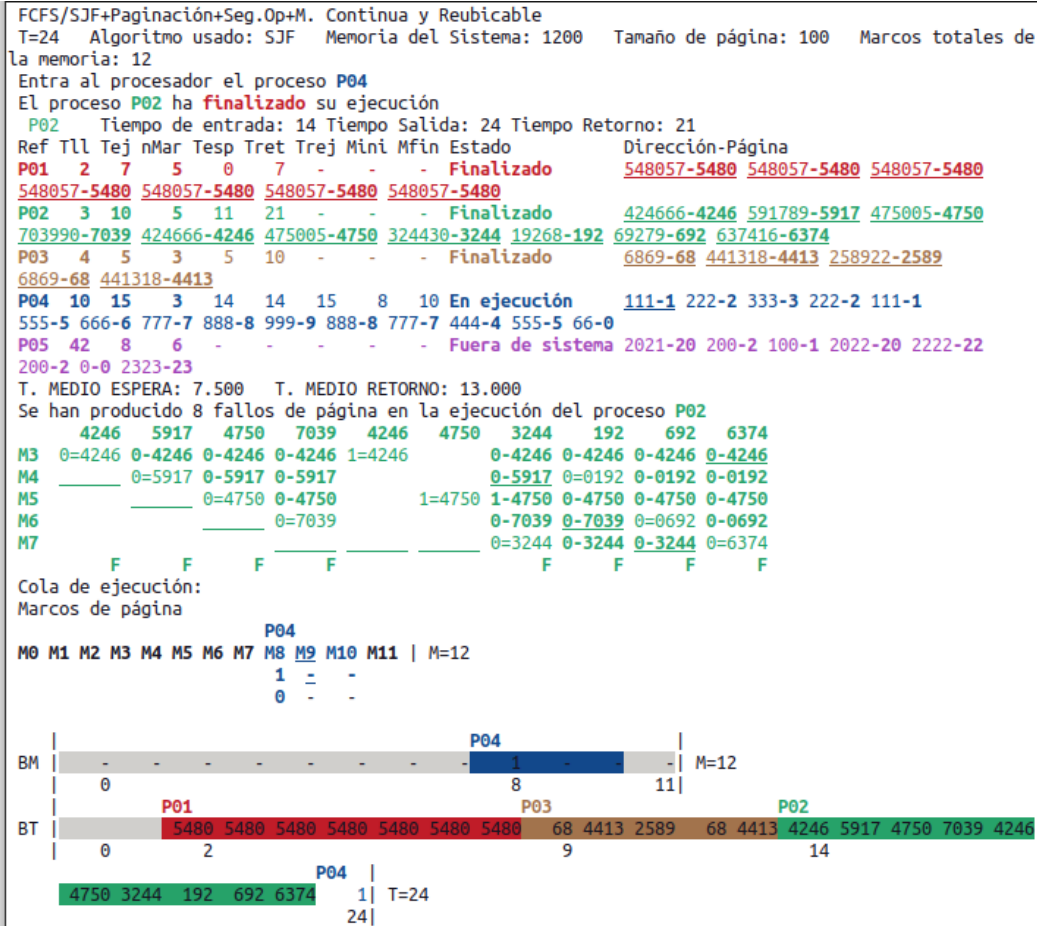 FCFS/SJF+Paginación+Seg.Op+M. Continua y Reubicable
T=24   Algoritmo usado: SJF   Memoria del Sistema: 1200   Tamaño de página: 100   Marcos totales de
la memoria: 12
Entra al procesador el proceso P04
El proceso P02 ha finalizado su ejecución
P02     Tiempo de entrada: 14 Tiempo Salida: 24 Tiempo Retorno: 21
Ref Tll Tej nMar Tesp Tret Trej Mini Mfin Estado           Dirección-Página
P01   2   7    5    0    7   -    -    -  Finalizado       548057-5480 548057-5480 548057-5480
548057-5480 548057-5480 548057-5480 548057-5480
P02   3  10    5   11   21   -    -    -  Finalizado       424666-4246 591789-5917 475005-4750
703990-7039 424666-4246 475005-4750 324430-3244 19268-192 69279-692 637416-6374
P03   4   5    3    5   10   -    -    -  Finalizado       6869-68 441318-4413 258922-2589
6869-68 441318-4413
P04  10  15    3   14   14   15    8   10 En ejecución     111-1 222-2 333-3 222-2 111-1
555-5 666-6 777-7 888-8 999-9 888-8 777-7 444-4 555-5 66-0
P05  42   8    6    -    -    -    -    - Fuera de sistema 2021-20 200-2 100-1 2022-20 2222-22
200-2 0-0 2323-23
T. MEDIO ESPERA: 7.500   T. MEDIO RETORNO: 13.000
Se han producido 8 fallos de página en la ejecución del proceso P02
4246   5917   4750   7039   4246   4750   3244    192    692   6374
M3  0=4246 0-4246 0-4246 0-4246 1=4246        0-4246 0-4246 0-4246 0-4246
M4  ______ 0=5917 0-5917 0-5917               0-5917 0=0192 0-0192 0-0192
M5         ______ 0=4750 0-4750        1=4750 1-4750 0-4750 0-4750 0-4750
M6                ______ 0=7039               0-7039 0-7039 0=0692 0-0692
M7                       ______ ______ ______ 0=3244 0-3244 0-3244 0=6374
F      F      F      F                    F      F      F      F
Cola de ejecución:
Marcos de página
P04
M0 M1 M2 M3 M4 M5 M6 M7 M8 M9 M10 M11 | M=12
1  -   -
0  -   -
|                                        P04                 |
BM |    -    -    -    -    -    -    -    -    1    -    -    -| M=12
|    0                                       8             11|
|          P01                                P03                      P02
BT |           5480 5480 5480 5480 5480 5480 5480   68 4413 2589   68 4413 4246 5917 4750 7039 4246
|    0         2                                  9                       14
P04  |
4750 3244  192  692 6374    1| T=24
24|